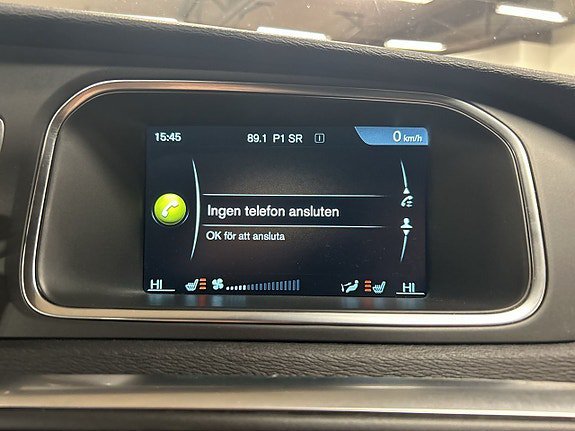 15:45 89.1 P1 SR i 0 km/h
Ingen telefon ansluten
OK för att ansluta
HI HI